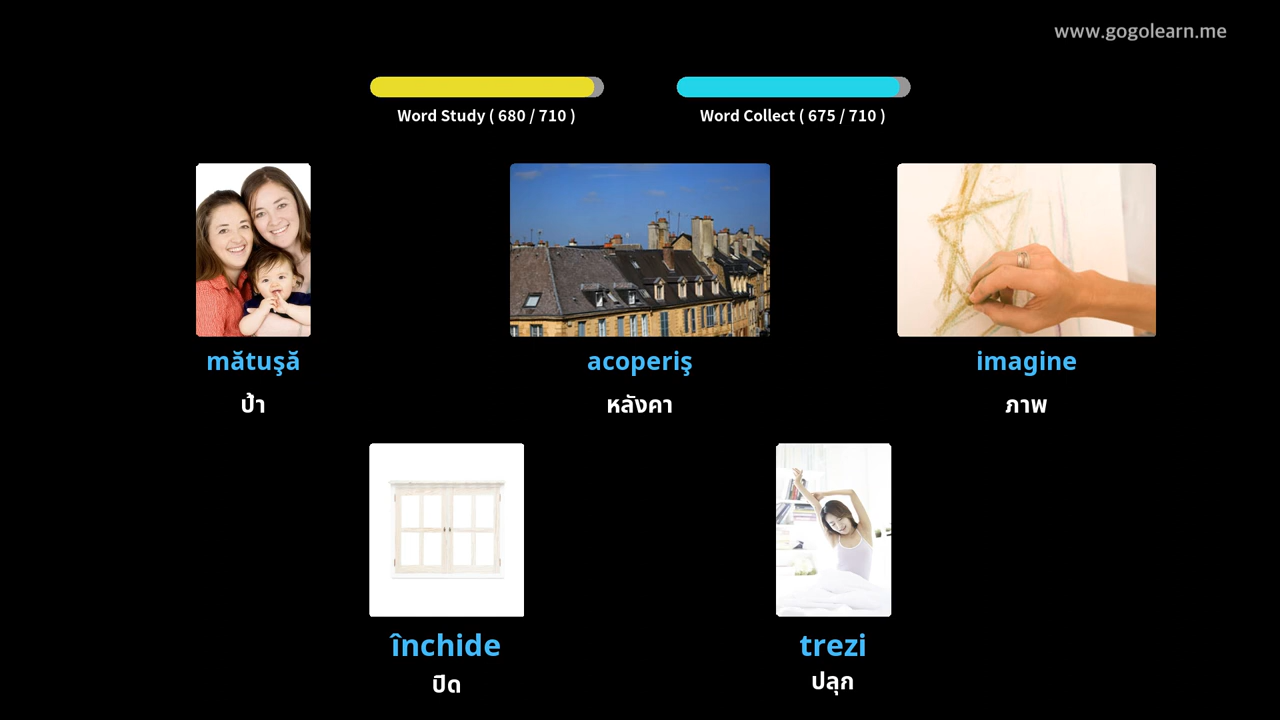 www.gogolearn.me
Word Study ( 680 / 710 )
Word Collect ( 675 / 710 )
mătuşă
acoperiş
imagine
ป้า
หลังคา
ภาพ
închide
trezi
ปิด
ปลุก